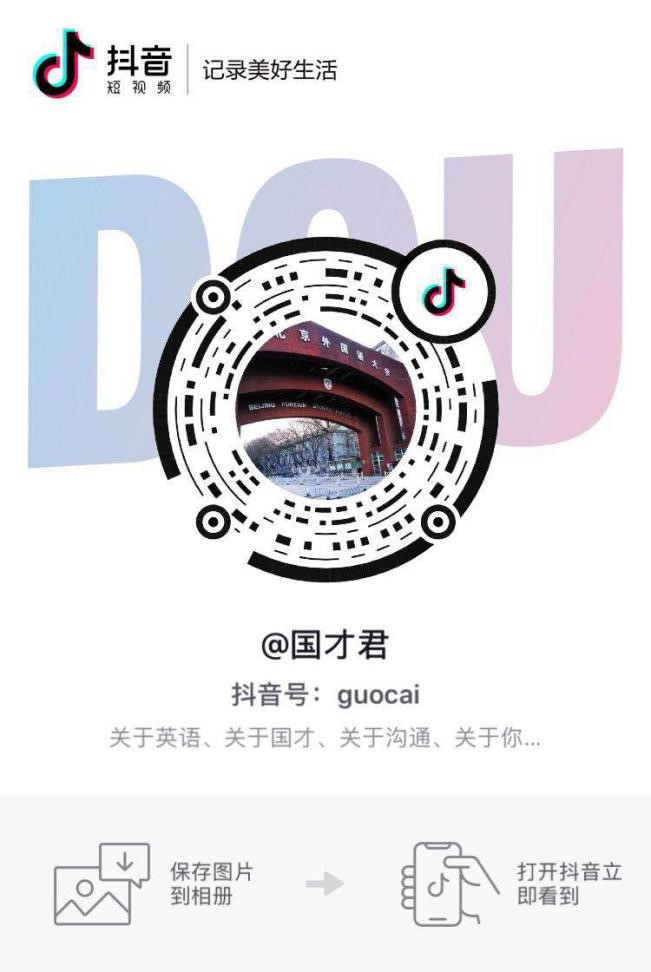 抖音
短视频
记录美好生活
DOU
北京外国语大学
BEIJING FOREIGN STUDIES
@国才君
抖音号：guocai
关于英语、关于国才、关于沟通、关于你...
保存图片
到相册
打开抖音立
即看到